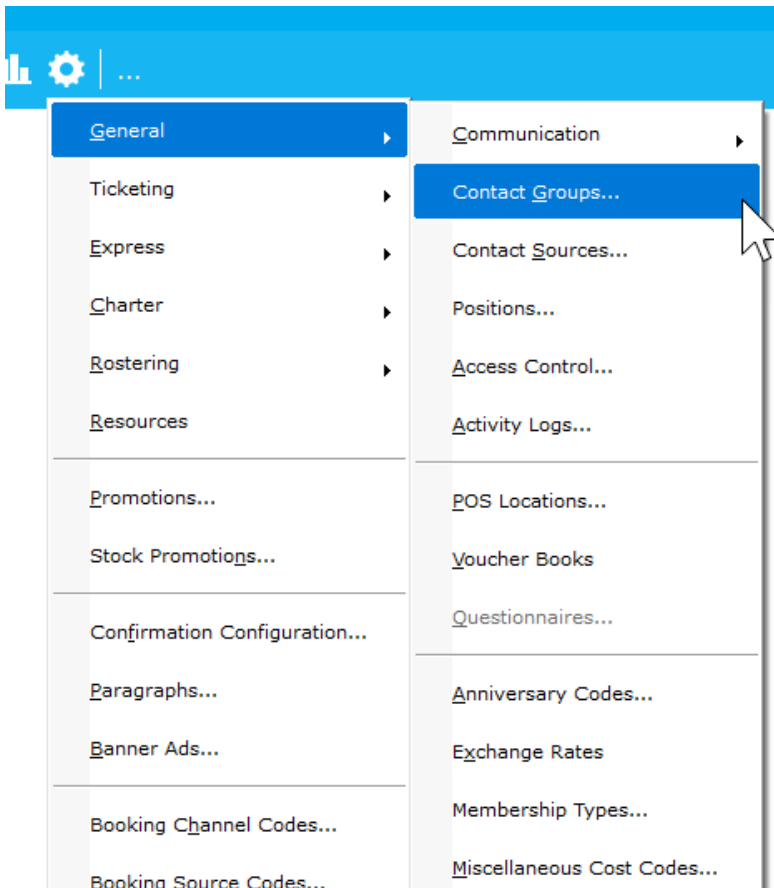 ...
General
Ticketing
Express
Charter
Rostering
Resources
Promotions...
Stock Promotions...
Confirmation Configuration...
Paragraphs...
Banner Ads...
Booking Channel Codes...
Booking Source Codes...
Communication
Contact Groups...
Contact Sources...
Positions...
Access Control...
Activity Logs...
POS Locations...
Voucher Books
Questionnaires...
Anniversary Codes...
Exchange Rates
Membership Types...
Miscellaneous Cost Codes...